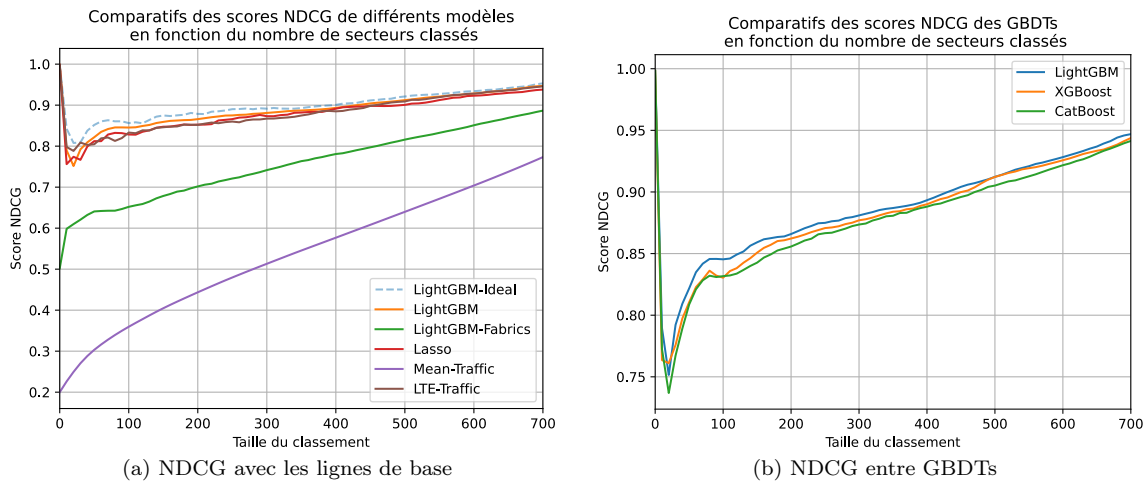 Comparatifs des scores NDCG de différents modèles
en fonction du nombre de secteurs classés
1.0
0.9
0.8
0.7
0.6
0.5
0.4
0.3
0.2
Score NDCG
LightGBM-Ideal
LightGBM
LightGBM-Fabrics
Lasso
Mean-Traffic
LTE-Traffic
0 100 200 300 400 500 600 700
Taille du classement
(a) NDCG avec les lignes de base
Comparatifs des scores NDCG des GBDTs
en fonction du nombre de secteurs classés
1.00
0.95
0.90
0.85
0.80
0.75
Score NDCG
LightGBM
XGBoost
CatBoost
0 100 200 300 400 500 600 700
Taille du classement
(b) NDCG entre GBDTs